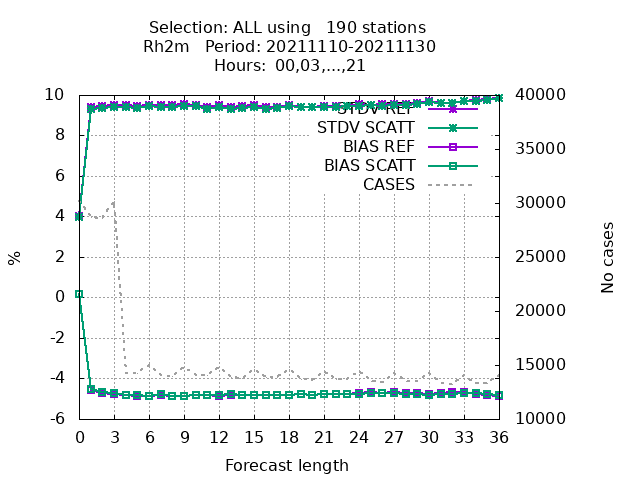 Selection: ALL using   190 stations
Rh2m   Period: 20211110-20211130
Hours: 00,03,...,21
10
8
6
4
2
0
-2
-4
-6
%
40000
35000
30000
25000
20000
15000
10000
No cases
STDV REF
STDV SCATT
BIAS REF
BIAS SCATT
CASES
0 3 6 9 12 15 18 21 24 27 30 33 36
Forecast length